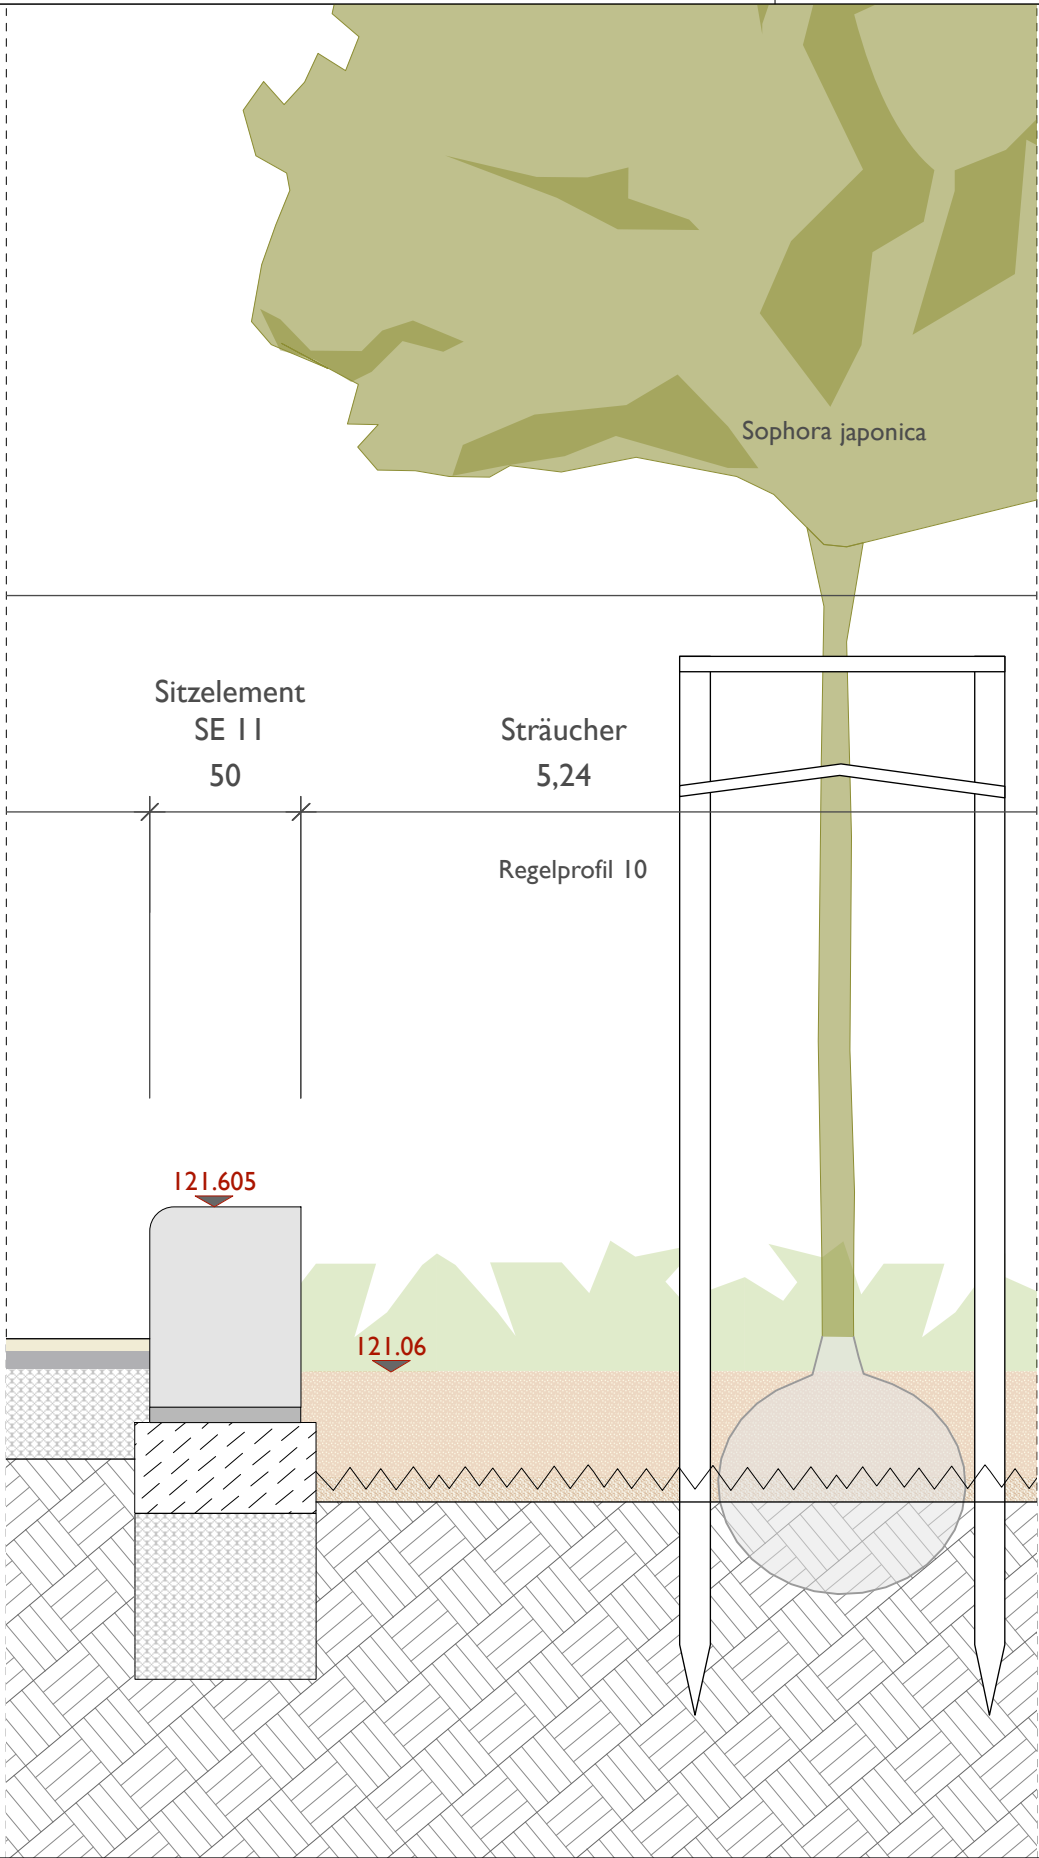 Sophora japonica
Sitzelement
SE 11
50
Sträucher
5,24
Regelprofil 10
121.605
121.06